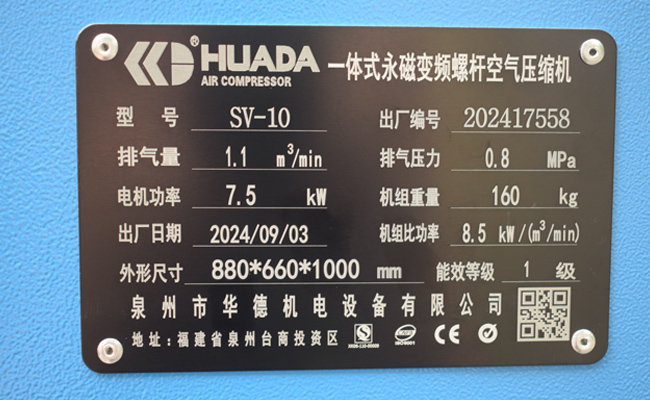 ® HUADA 一体式永磁变频螺杆空气压缩机
AIR COMPRESSOR
型号 SV-10 出厂编号 202417558
排气量 1.1 m³/min 排气压力 0.8 MPa
电机功率 7.5 kW 机组重量 160 kg
出厂日期 2024/09/03 机组比功率 8.5 kW/(m³/min)
外形尺寸 880*660*1000 mm 能效等级 1 级
泉州市华德机电设备有限公司
地址：福建省泉州台商投资区 CE